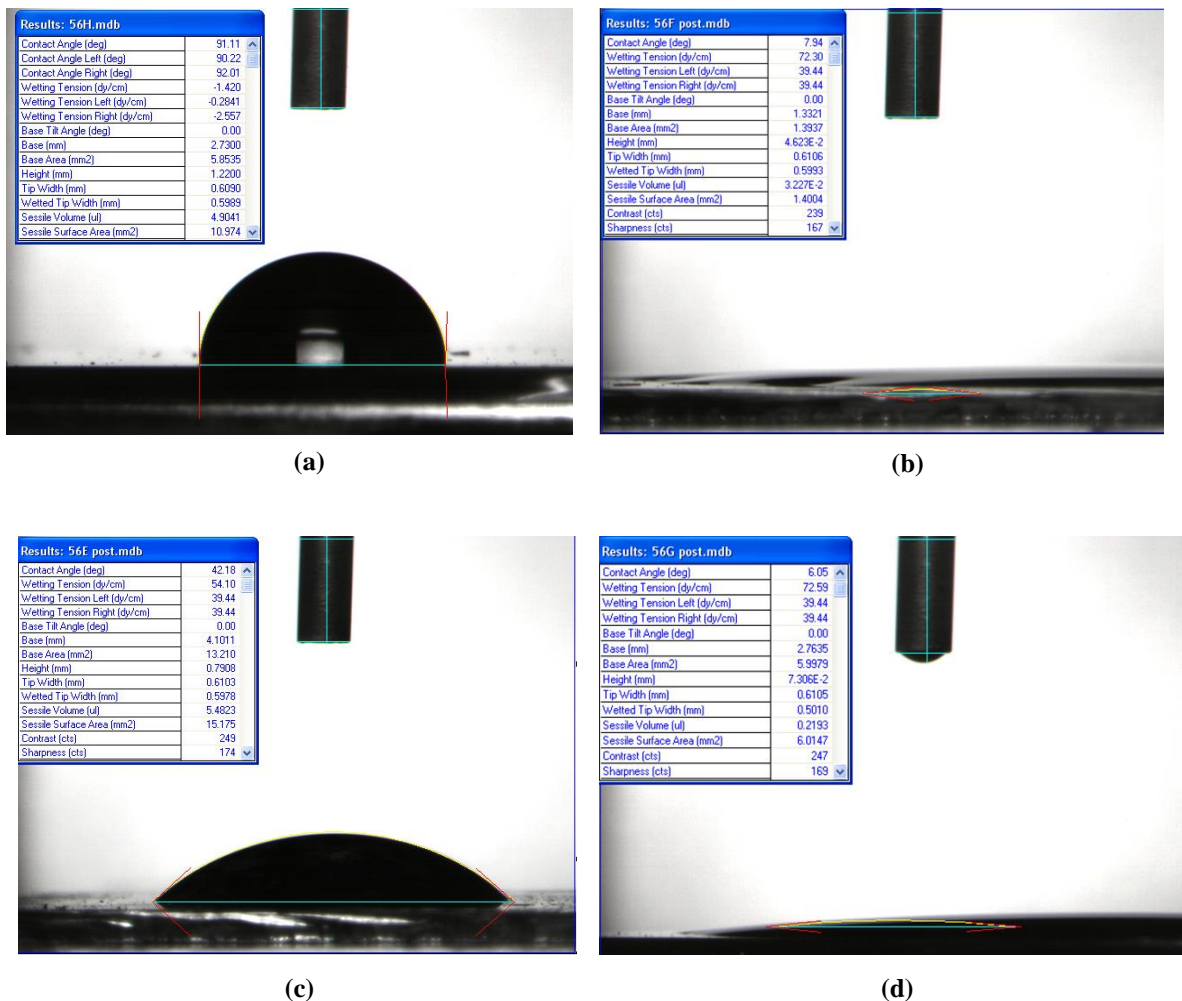 Results: 56H.mdb
Contact Angle (deg) 91.11
Contact Angle Left (deg) 90.22
Contact Angle Right (deg) 92.01
Wetting Tension (dy/cm) -1.420
Wetting Tension Left (dy/cm) -0.2841
Wetting Tension Right (dy/cm) -2.557
Base Tilt Angle (deg) 0.00
Base (mm) 2.7300
Base Area (mm2) 5.8535
Height (mm) 1.2200
Tip Width (mm) 0.6090
Wetted Tip Width (mm) 0.5989
Sessile Volume (ul) 4.9041
Sessile Surface Area (mm2) 10.974
(a)
Results: 56F post.mdb
Contact Angle (deg) 7.94
Wetting Tension (dy/cm) 72.30
Wetting Tension Left (dy/cm) 39.44
Wetting Tension Right (dy/cm) 39.44
Base Tilt Angle (deg) 0.00
Base (mm) 1.3321
Base Area (mm2) 1.3937
Height (mm) 4.623E-2
Tip Width (mm) 0.6106
Wetted Tip Width (mm) 0.5993
Sessile Volume (ul) 3.227E-2
Sessile Surface Area (mm2) 1.4004
Contrast (cts) 239
Sharpness (cts) 167
(b)
Results: 56E post.mdb
Contact Angle (deg) 42.18
Wetting Tension (dy/cm) 54.10
Wetting Tension Left (dy/cm) 39.44
Wetting Tension Right (dy/cm) 39.44
Base Tilt Angle (deg) 0.00
Base (mm) 4.1011
Base Area (mm2) 13.210
Height (mm) 0.7908
Tip Width (mm) 0.6103
Wetted Tip Width (mm) 0.5978
Sessile Volume (ul) 5.4823
Sessile Surface Area (mm2) 15.175
Contrast (cts) 249
Sharpness (cts) 174
(c)
Results: 56G post.mdb
Contact Angle (deg) 6.05
Wetting Tension (dy/cm) 72.59
Wetting Tension Left (dy/cm) 39.44
Wetting Tension Right (dy/cm) 39.44
Base Tilt Angle (deg) 0.00
Base (mm) 2.7635
Base Area (mm2) 5.9979
Height (mm) 7.306E-2
Tip Width (mm) 0.6105
Wetted Tip Width (mm) 0.5010
Sessile Volume (ul) 0.2193
Sessile Surface Area (mm2) 6.0147
Contrast (cts) 247
Sharpness (cts) 169
(d)